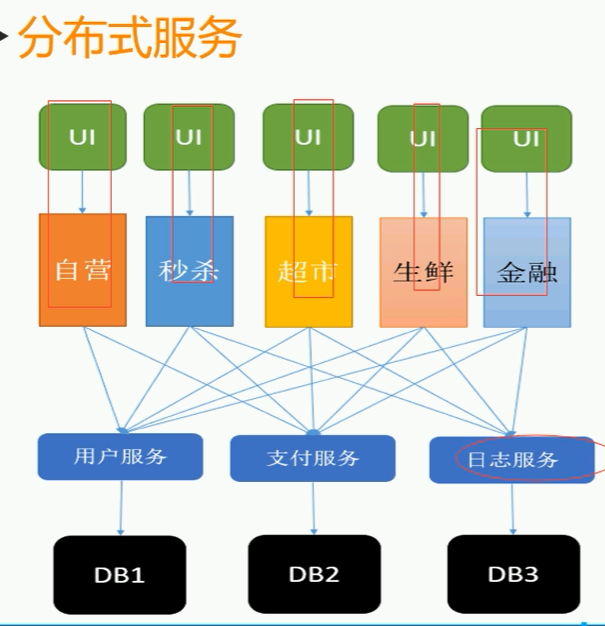 分布式服务
UI UI UI UI UI
自营 秒杀 超市 生鲜 金融
用户服务 支付服务 日志服务
DB1 DB2 DB3